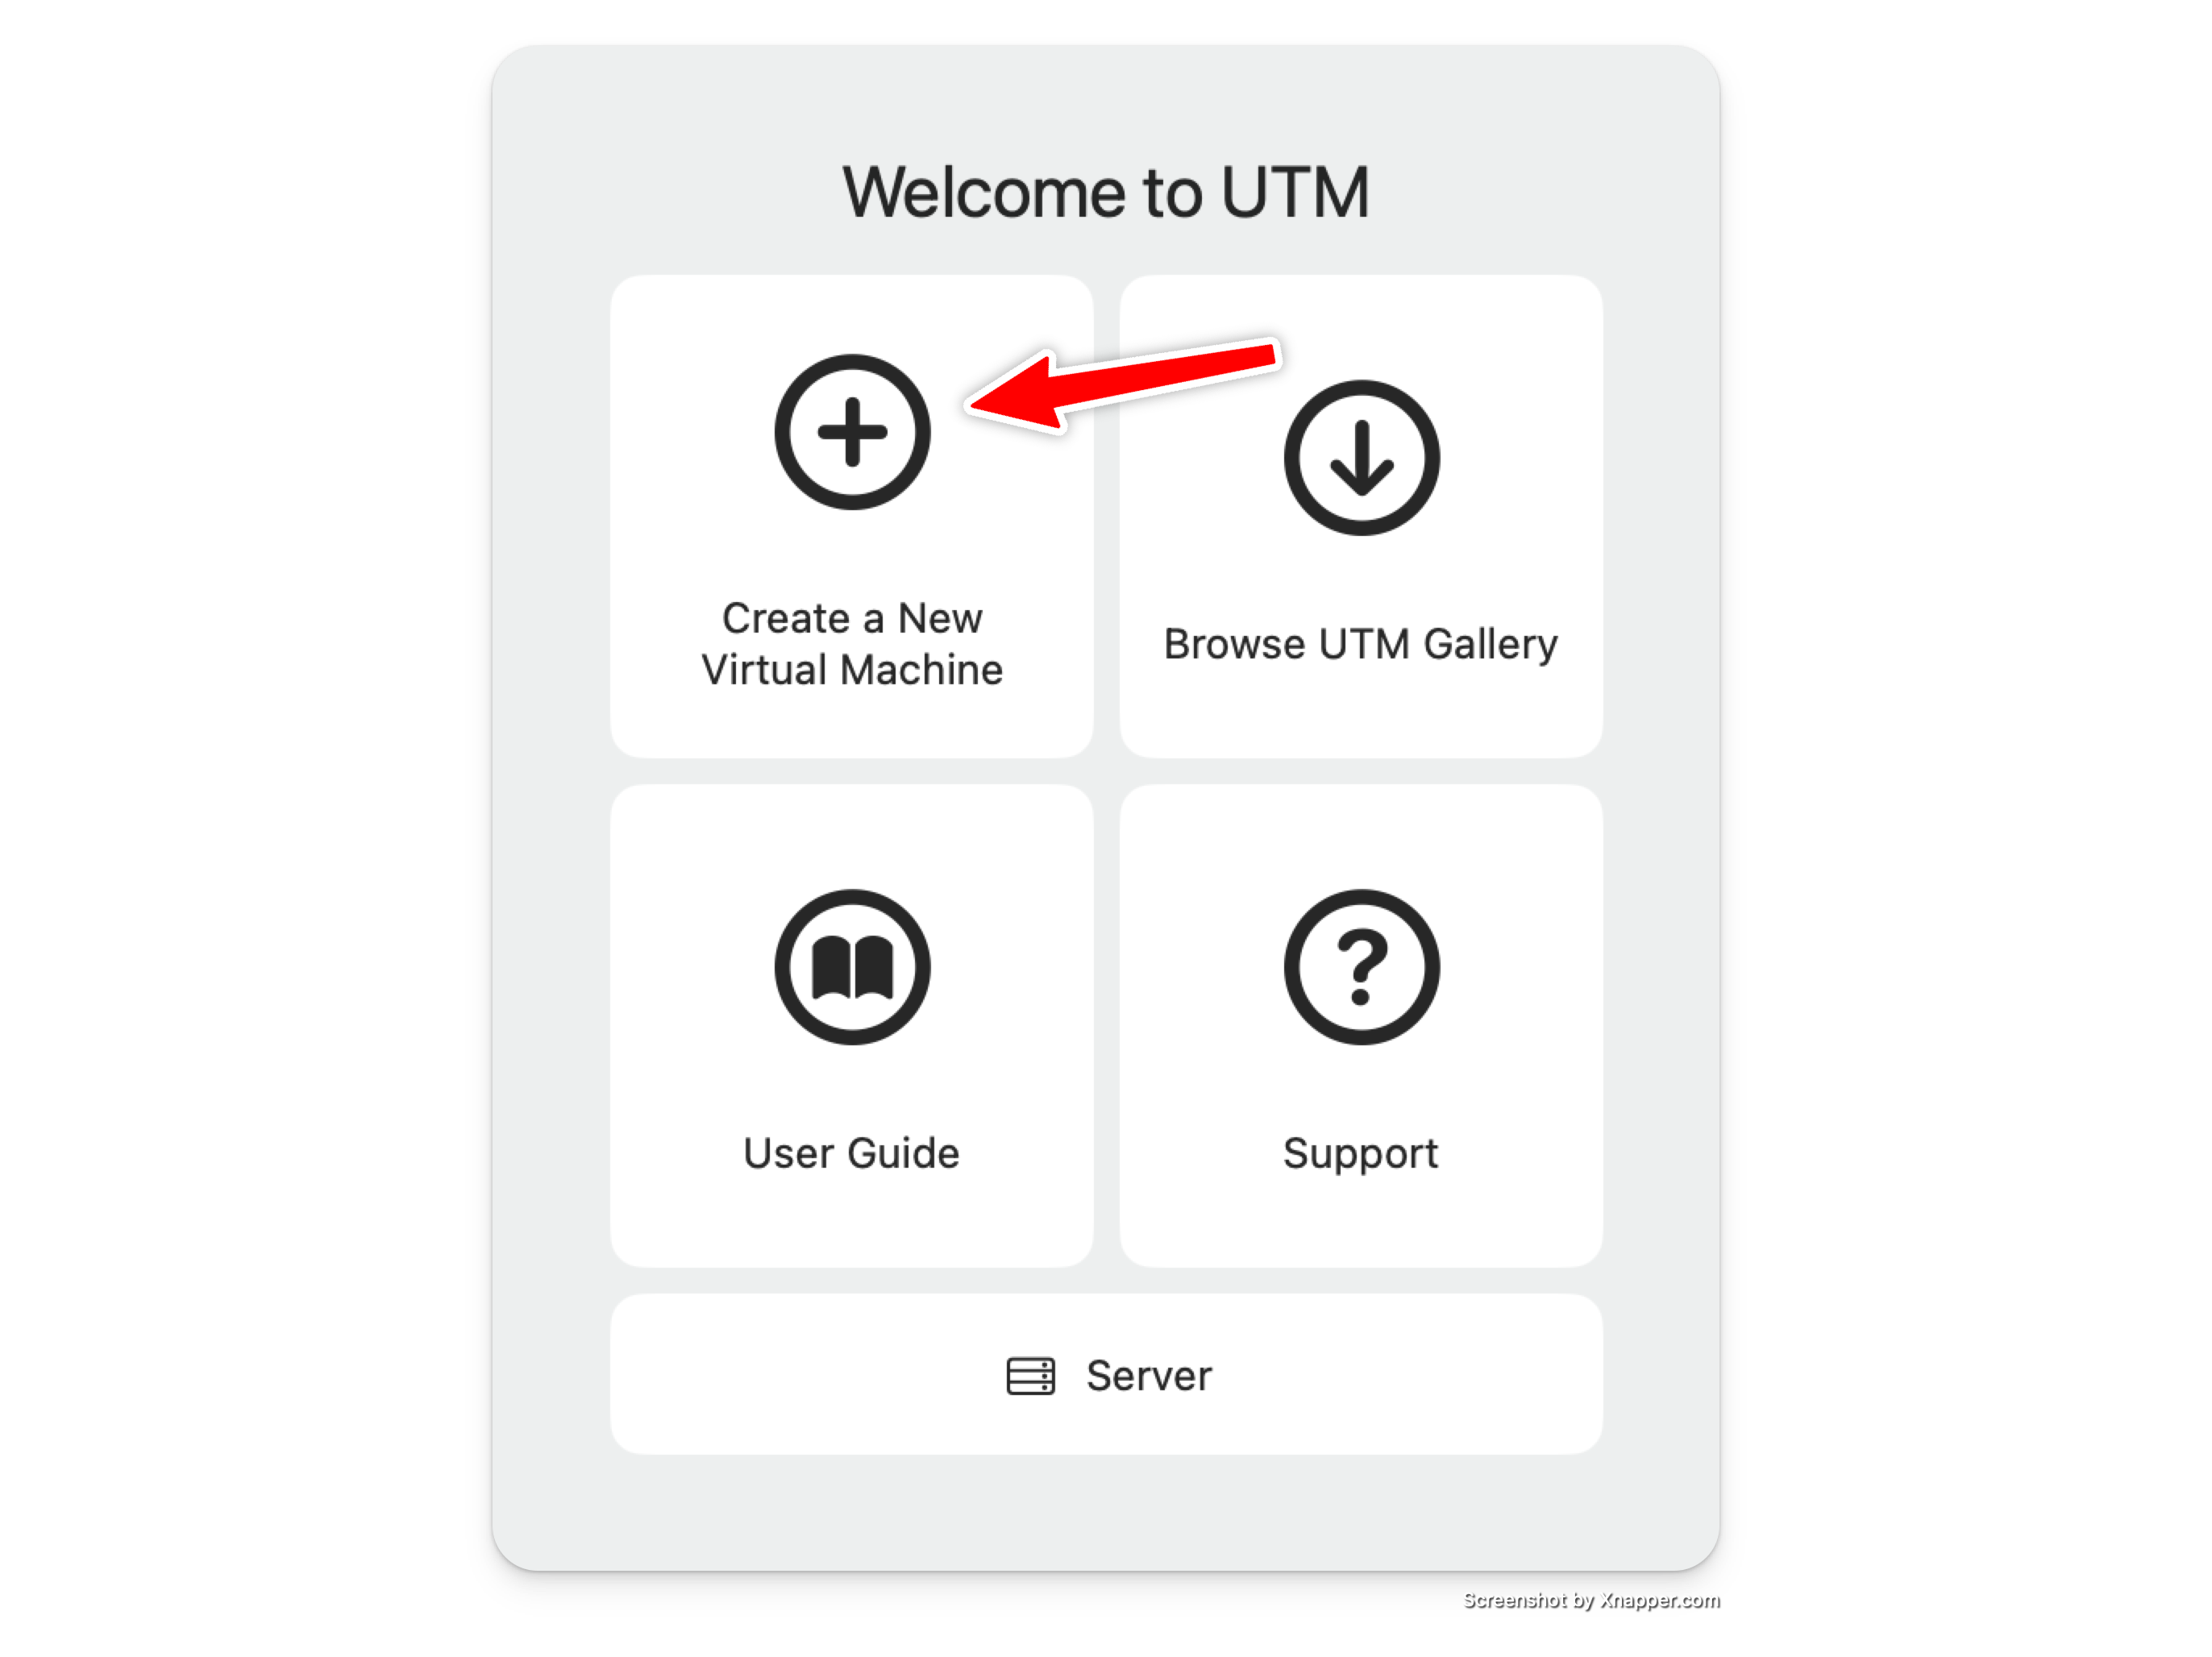 Welcome to UTM
Create a New
Virtual Machine
Browse UTM Gallery
User Guide
Support
Server
Screenshot by Xnapper.com